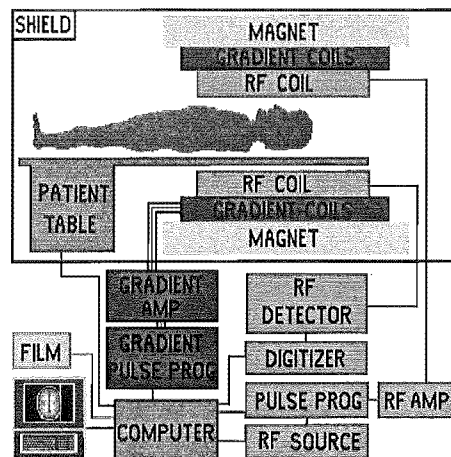 SHIELD
MAGNET
GRADIENT COILS
RF COIL
PATIENT
TABLE
RF COIL
GRADIENT COILS
MAGNET
GRADIENT
AMP
RF
DETECTOR
GRADIENT
PULSE PROG
FILM
DIGITIZER
COMPUTER
PULSE PROG
RF AMP
RF SOURCE